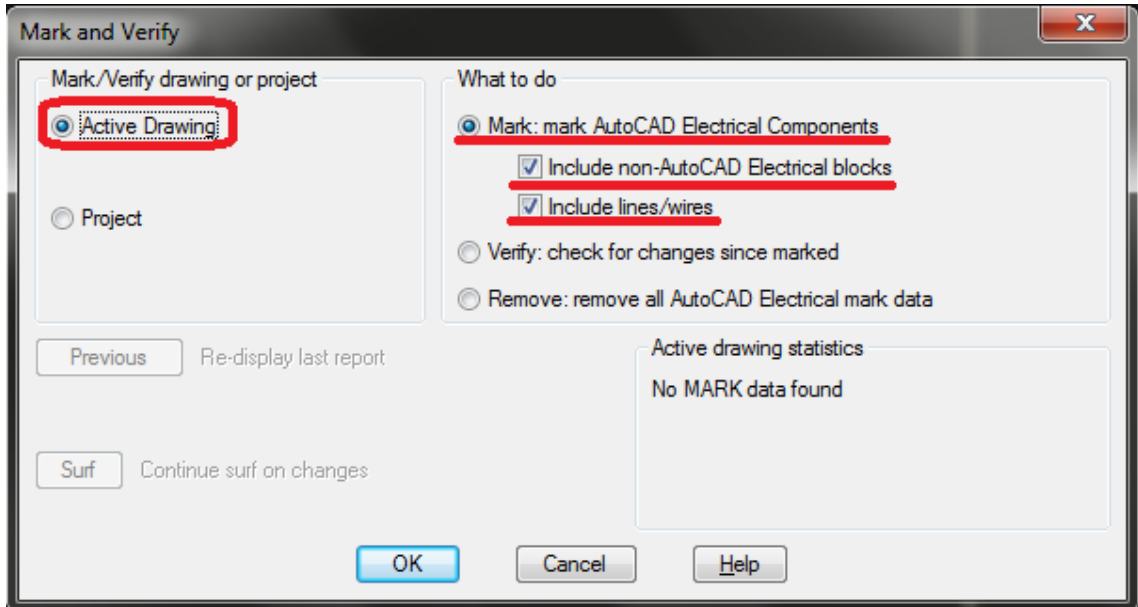 Mark and Verify
Mark/Verify drawing or project
Active Drawing
Project
What to do
Mark: mark AutoCAD Electrical Components
Include non-AutoCAD Electrical blocks
Include lines/wires
Verify: check for changes since marked
Remove: remove all AutoCAD Electrical mark data
Previous Re-display last report
Surf Continue surf on changes
Active drawing statistics
No MARK data found
OK Cancel Help